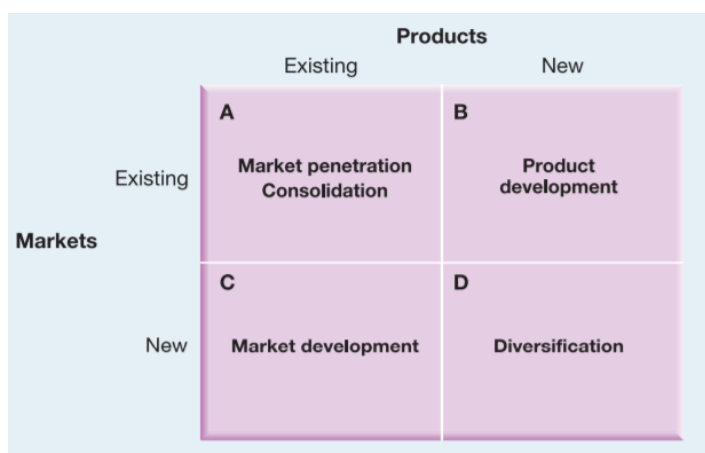 Products
Existing
New
A
B
Existing
Market penetration
Consolidation
Product
development
Markets
C
D
New
Market development
Diversification